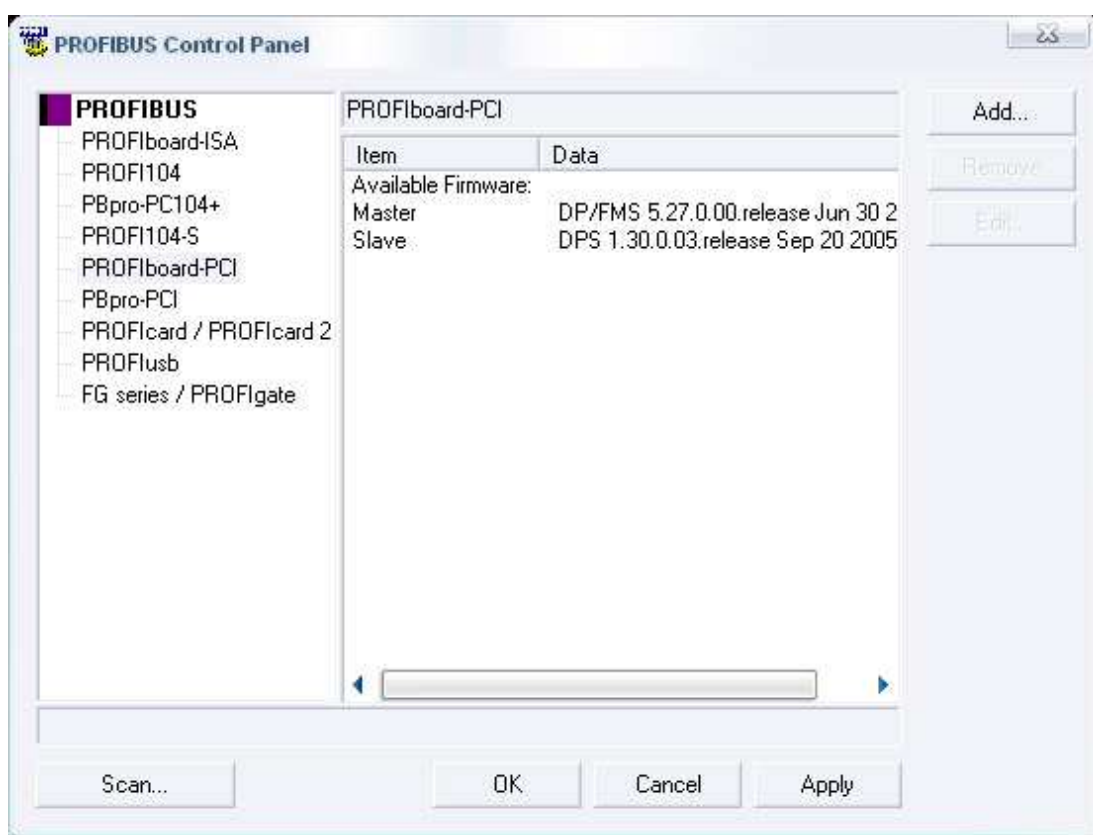 PROFIBUS Control Panel
PROFIBUS
PROFIboard-ISA
PROFI104
PBpro-PC104+
PROFI104-S
PROFIboard-PCI
PBpro-PCI
PROFIcard / PROFIcard 2
PROFIusb
FG series / PROFIgate
PROFIboard-PCI
Item Data
Available Firmware:
Master DP/FMS 5.27.0.00.release Jun 30 2
Slave DPS 1.30.0.03.release Sep 20 2005
Add...
Remove
Edit...
Scan...
OK
Cancel
Apply